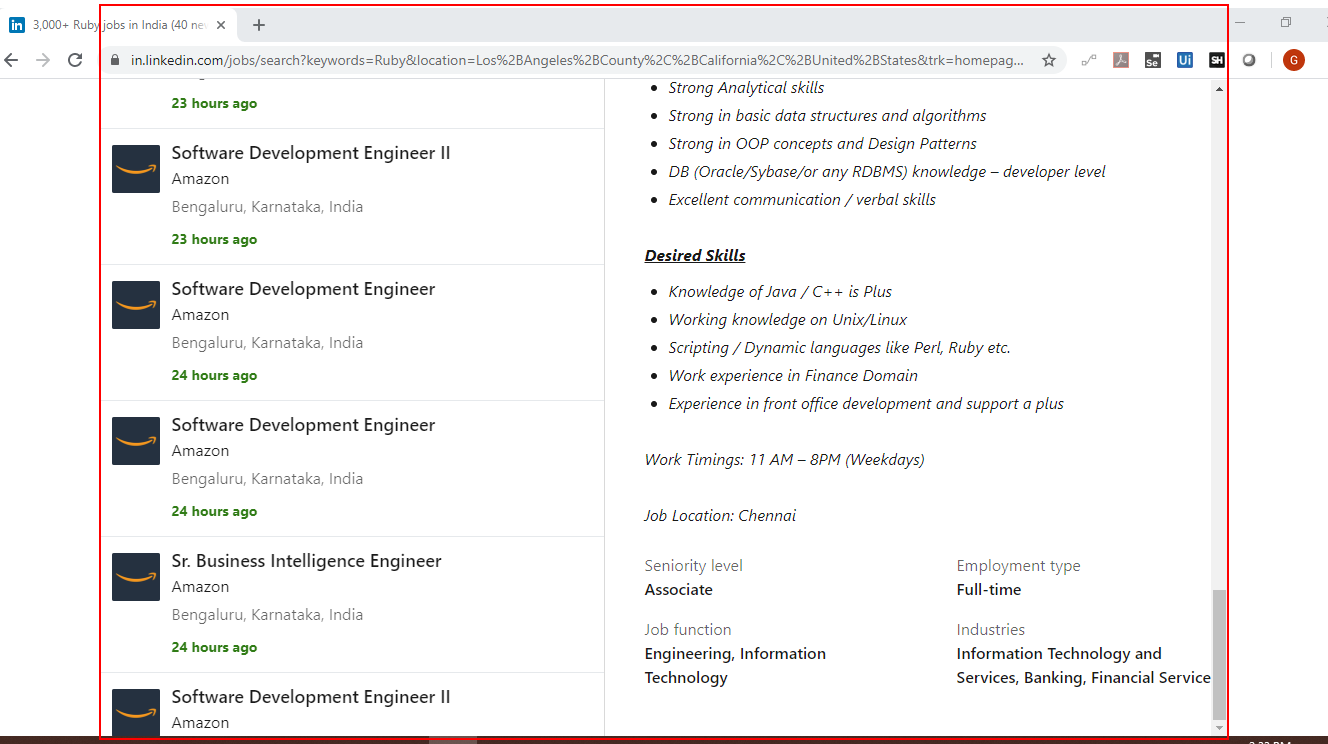 in
3,000+ Ruby jobs in India (40 ne
in.linkedin.com/jobs/search?keywords=Ruby&location=Los%2BAngeles%2BCounty%2C%2BCalifornia%2C%2BUnited%2BStates&trk=homepag...
Se
Ui
SH
G
23 hours ago
Software Development Engineer II
Amazon
Bengaluru, Karnataka, India
23 hours ago
Software Development Engineer
Amazon
Bengaluru, Karnataka, India
24 hours ago
Software Development Engineer
Amazon
Bengaluru, Karnataka, India
24 hours ago
Sr. Business Intelligence Engineer
Amazon
Bengaluru, Karnataka, India
24 hours ago
Software Development Engineer II
Amazon
• Strong Analytical skills
• Strong in basic data structures and algorithms
• Strong in OOP concepts and Design Patterns
• DB (Oracle/Sybase/or any RDBMS) knowledge – developer level
• Excellent communication / verbal skills
Desired Skills
• Knowledge of Java / C++ is Plus
• Working knowledge on Unix/Linux
• Scripting / Dynamic languages like Perl, Ruby etc.
• Work experience in Finance Domain
• Experience in front office development and support a plus
Work Timings: 11 AM – 8PM (Weekdays)
Job Location: Chennai
Seniority level
Associate
Employment type
Full-time
Job function
Engineering, Information
Technology
Industries
Information Technology and
Services, Banking, Financial Service